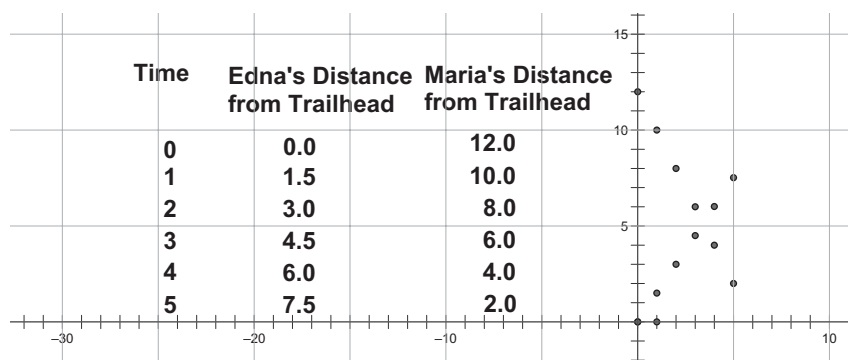 15
Time Edna's Distance Maria's Distance
from Trailhead from Trailhead
10
0 0.0 12.0
1 1.5 10.0
2 3.0 8.0
5
3 4.5 6.0
4 6.0 4.0
5 7.5 2.0
–30 –20 –10 10